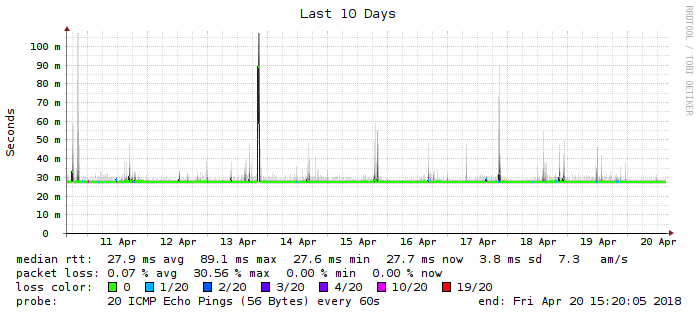 Last 10 Days
RRDTOOL / TOBI OETIKER
Seconds
100 m
90 m
80 m
70 m
60 m
50 m
40 m
30 m
20 m
10 m
0
11 Apr 12 Apr 13 Apr 14 Apr 15 Apr 16 Apr 17 Apr 18 Apr 19 Apr 20 Apr
median rtt: 27.9 ms avg 89.1 ms max 27.6 ms min 27.7 ms now 3.8 ms sd 7.3 am/s
packet loss: 0.07 % avg 30.56 % max 0.00 % min 0.00 % now
loss color: 0 1/20 2/20 3/20 4/20 10/20 19/20
probe: 20 ICMP Echo Pings (56 Bytes) every 60s end: Fri Apr 20 15:20:05 2018